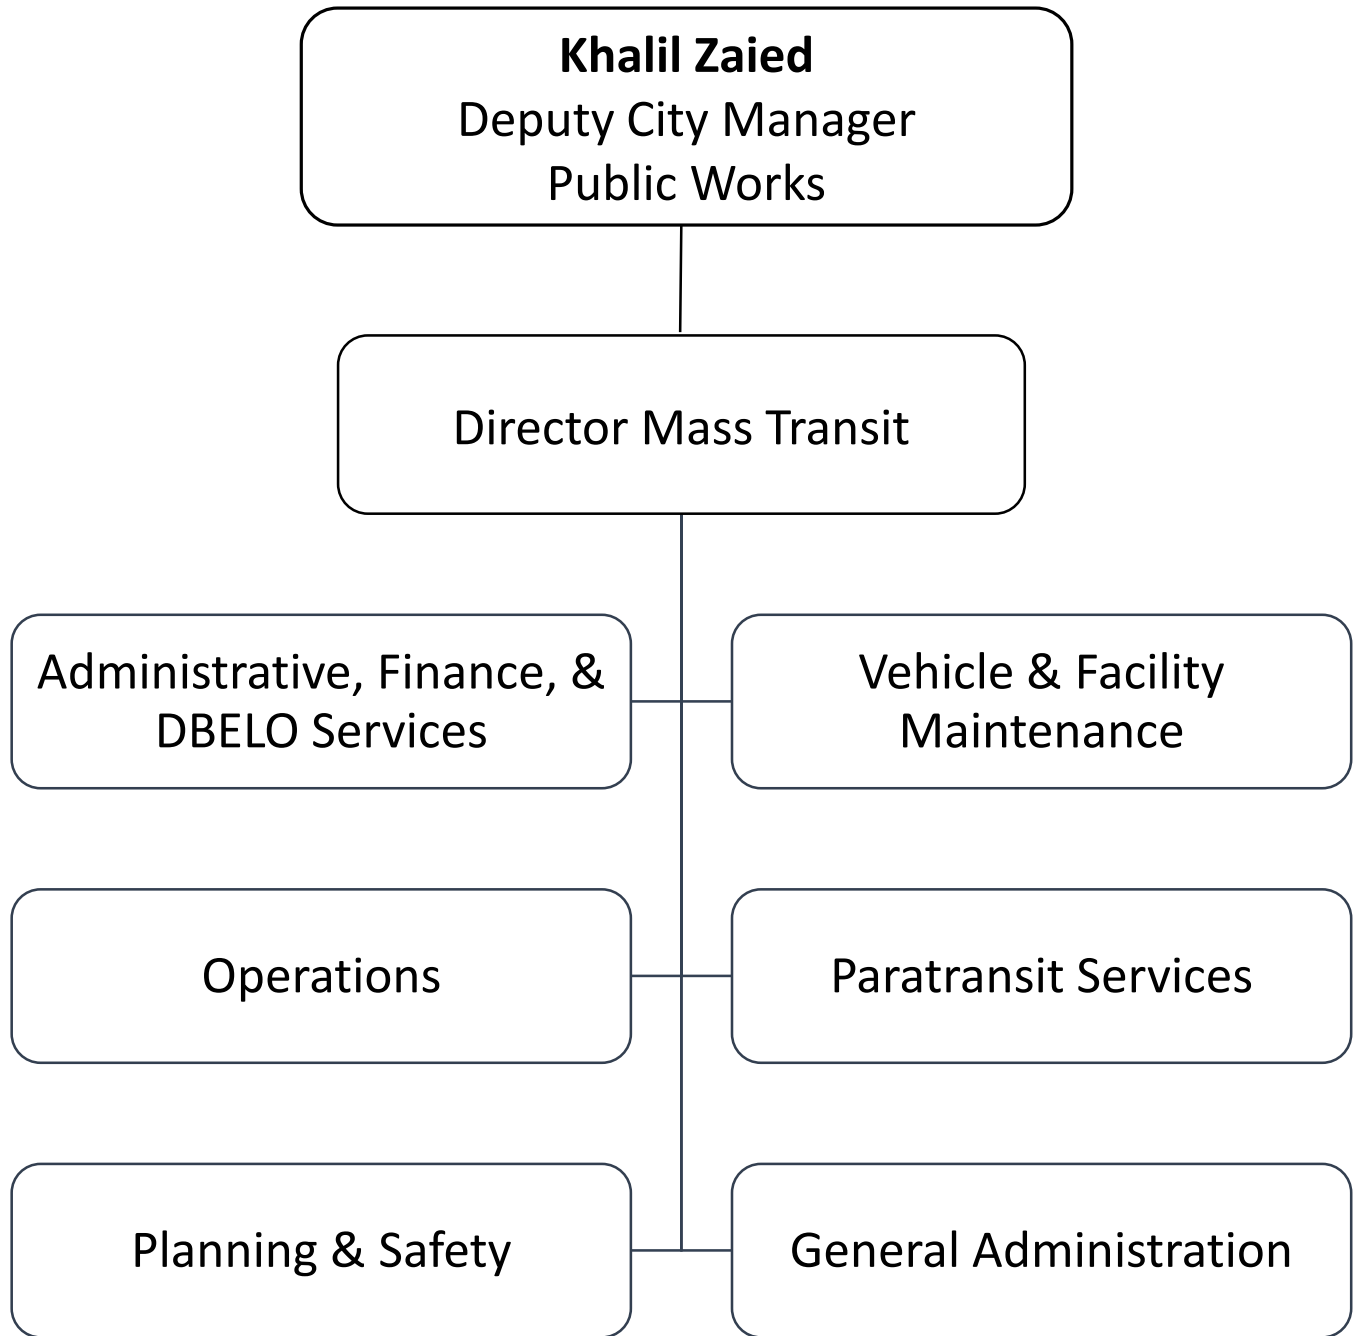 Khalil Zaied
Deputy City Manager
Public Works
Director Mass Transit
Administrative, Finance, &
DBELO Services
Vehicle & Facility
Maintenance
Operations
Paratransit Services
Planning & Safety
General Administration